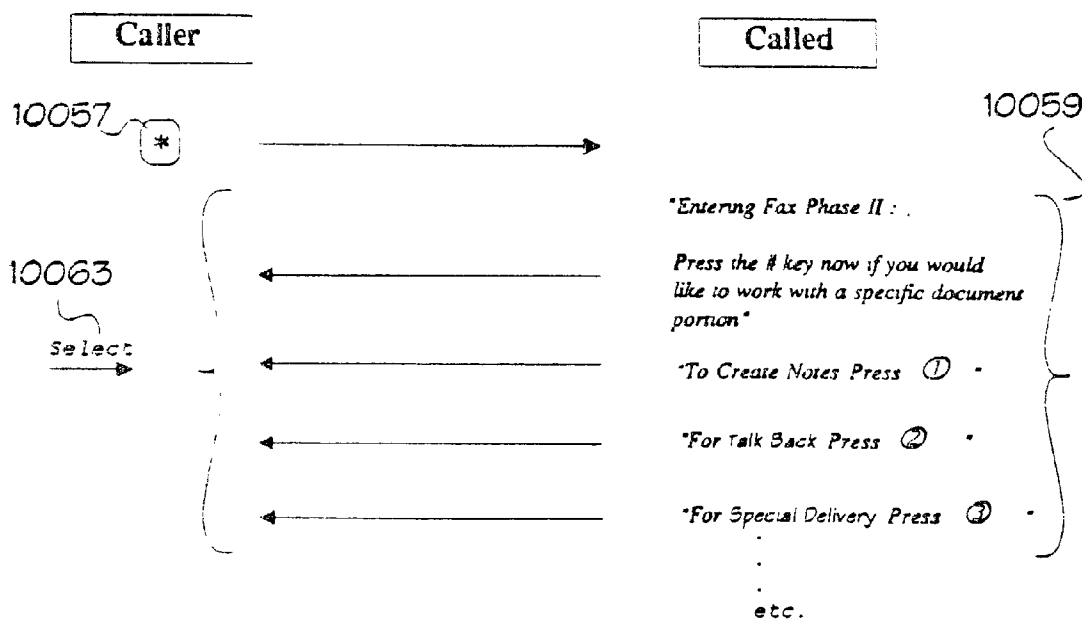 Caller
Called
10057
*
10059
"Entering Fax Phase II :
Press the # key now if you would
like to work with a specific document
portion"
10063
Select
"To Create Notes Press ① "
"For Talk Back Press ② "
"For Special Delivery Press ③ "
.
.
.
etc.